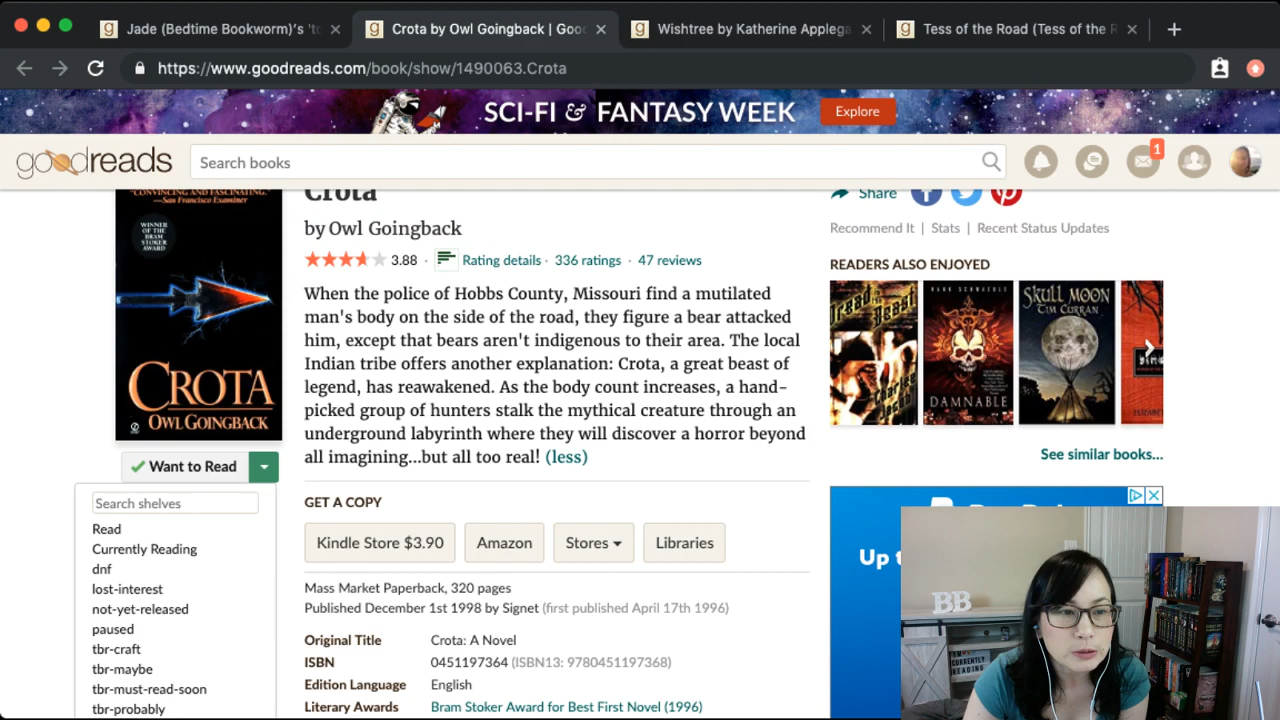 Jade (Bedtime Bookworm)'s 'to
Crota by Owl Goingback | Goo
Wishtree by Katherine Applega
Tess of the Road (Tess of the R
https://www.goodreads.com/book/show/1490063.Crota
SCI-FI & FANTASY WEEK
Explore
goodreads
Search books
1
"CONVINCING AND FASCINATING."
—San Francisco Examiner
WINNER
OF THE
BRAM
STOKER
AWARD
CROTA
OWL GOINGBACK
Want to Read
Search shelves
Read
Currently Reading
dnf
lost-interest
not-yet-released
paused
tbr-craft
tbr-maybe
tbr-must-read-soon
tbr-probably
Crota
by Owl Goingback
3.88 · Rating details · 336 ratings · 47 reviews
When the police of Hobbs County, Missouri find a mutilated
man's body on the side of the road, they figure a bear attacked
him, except that bears aren't indigenous to their area. The local
Indian tribe offers another explanation: Crota, a great beast of
legend, has reawakened. As the body count increases, a hand-
picked group of hunters stalk the mythical creature through an
underground labyrinth where they will discover a horror beyond
all imagining...but all too real! (less)
GET A COPY
Kindle Store $3.90
Amazon
Stores
Libraries
Mass Market Paperback, 320 pages
Published December 1st 1998 by Signet (first published April 17th 1996)
Original Title Crota: A Novel
ISBN 0451197364 (ISBN13: 9780451197368)
Edition Language English
Literary Awards Bram Stoker Award for Best First Novel (1996)
Share
Recommend It | Stats | Recent Status Updates
READERS ALSO ENJOYED
DAMNABLE
SKULL MOON
TIM CURRAN
See similar books…
Up t
BB
I AM
CURRENTLY
READING